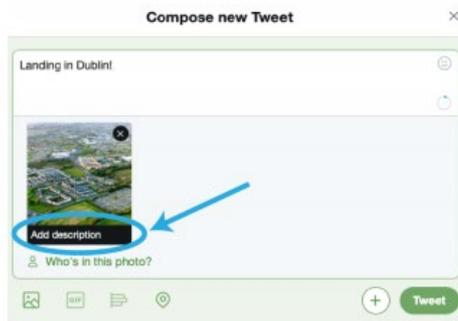 Compose new Tweet
Landing in Dublin!
Add description
Who's in this photo?
GIF
Tweet